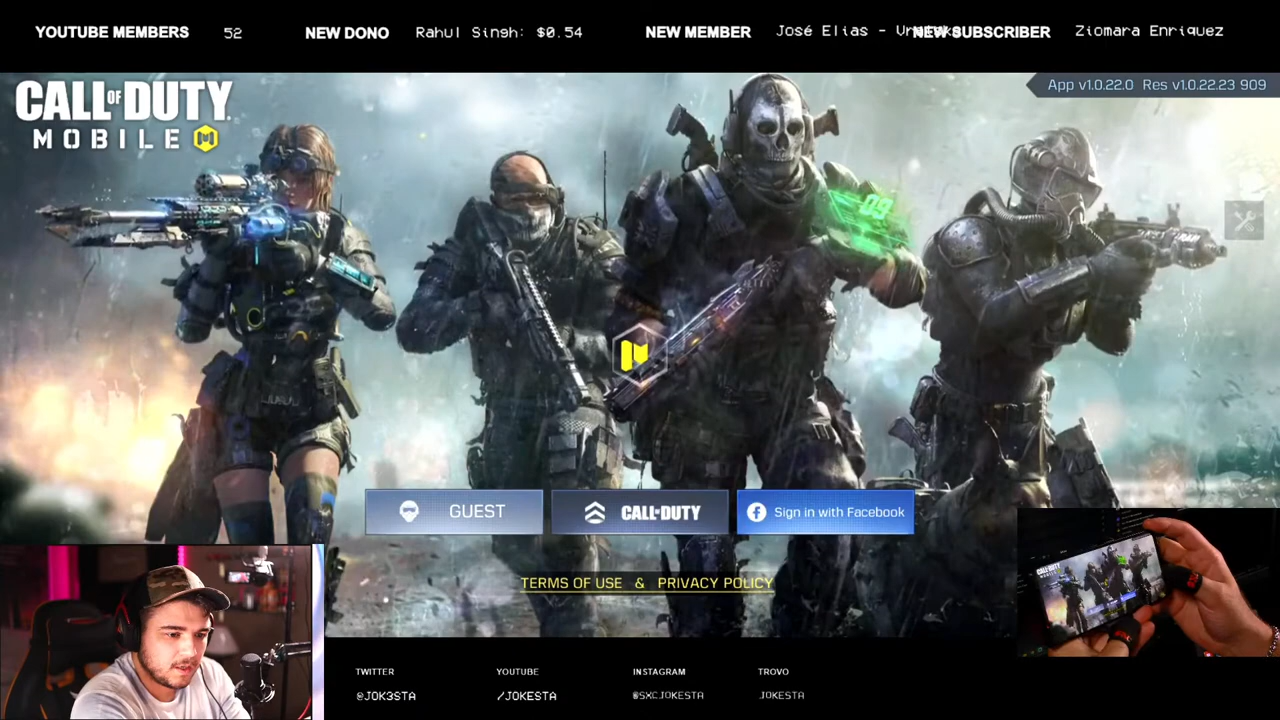 YOUTUBE MEMBERS 52 NEW DONO Rahul Singh: $0.54 NEW MEMBER José Elias - NEW SUBSCRIBER Ziomara Enriquez
App v1.0.22.0 Res v1.0.22.23 909
CALL OF DUTY
MOBILE
09
GUEST CALL OF DUTY Sign in with Facebook
TERMS OF USE & PRIVACY POLICY
TWITTER YOUTUBE INSTAGRAM TROVO
@JOK3STA /JOKESTA @SXCJOKESTA JOKESTA